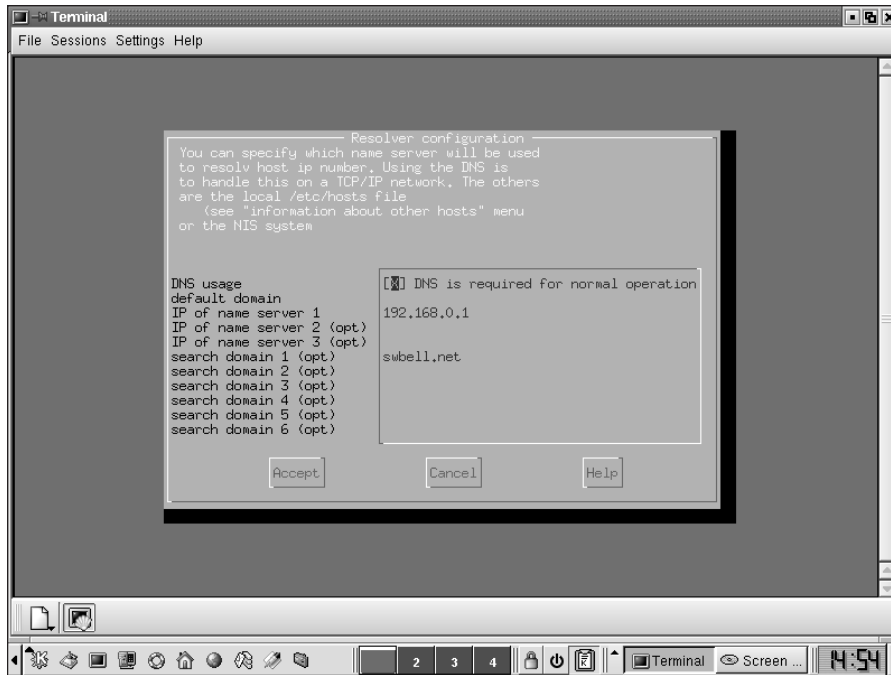 Terminal
File Sessions Settings Help
Resolver configuration
You can specify which name server will be used
to resolv host ip number. Using the DNS is
to handle this on a TCP/IP network. The others
are the local /etc/hosts file
(see "information about other hosts" menu
or the NIS system
DNS usage [X] DNS is required for normal operation
default domain
IP of name server 1 192.168.0.1
IP of name server 2 (opt)
IP of name server 3 (opt)
search domain 1 (opt) swbell.net
search domain 2 (opt)
search domain 3 (opt)
search domain 4 (opt)
search domain 5 (opt)
search domain 6 (opt)
Accept Cancel Help
2 3 4 Terminal Screen ... 14:54